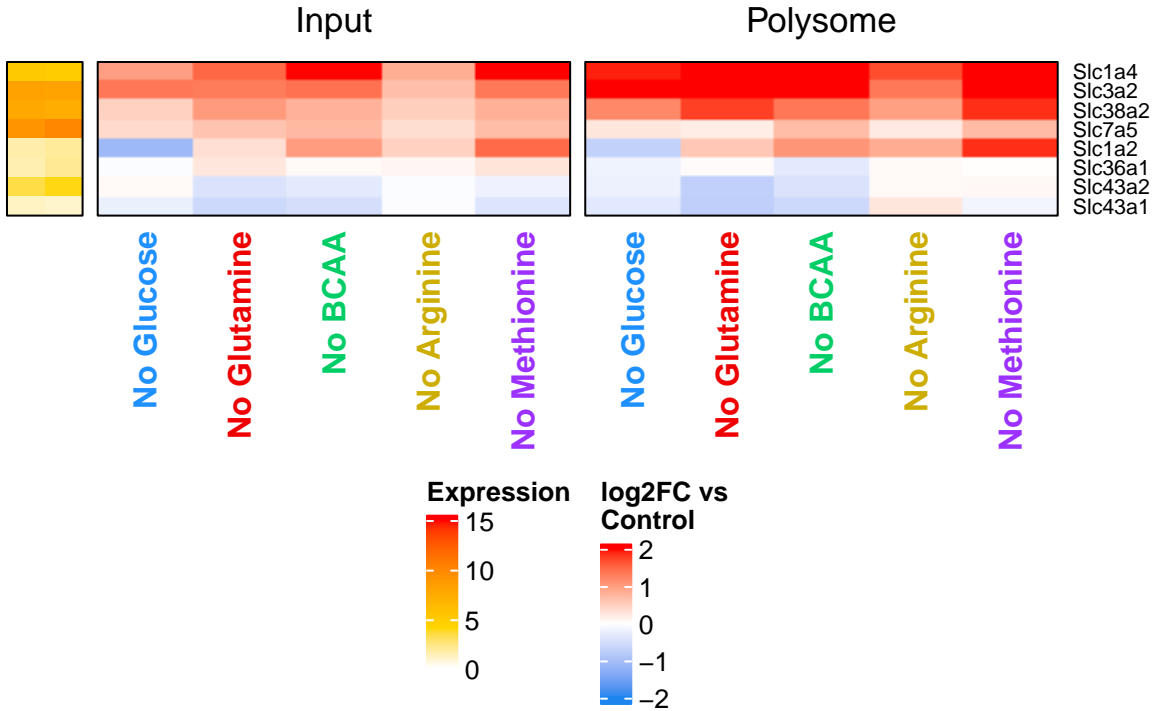 Input
Polysome
Slc1a4
Slc3a2
Slc38a2
Slc7a5
Slc1a2
Slc36a1
Slc43a2
Slc43a1
No Glucose
No Glutamine
No BCAA
No Arginine
No Methionine
No Glucose
No Glutamine
No BCAA
No Arginine
No Methionine
Expression
15
10
5
0
log2FC vs
Control
2
1
0
−1
−2